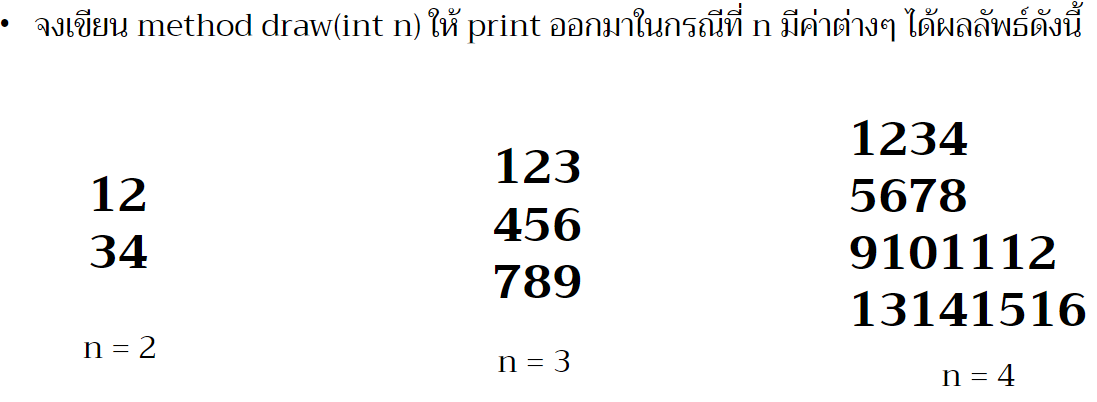 • จงเขียน method draw(int n) ให้ print ออกมาในกรณีที่ n มีค่าต่างๆ ได้ผลลัพธ์ดังนี้
12
34
n = 2
123
456
789
n = 3
1234
5678
9101112
13141516
n = 4